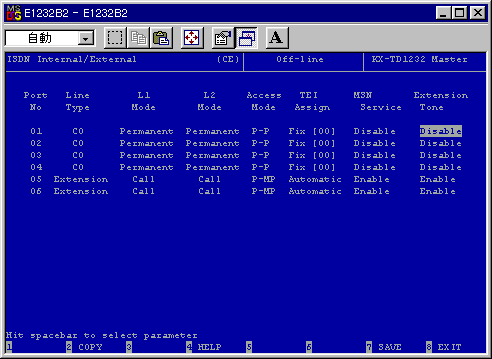 E1232B2 - E1232B2
自動
A
ISDN Internal/External (CE) Off-line KX-TD1232 Master
Port Line L1 L2 Access TEI MSN Extension
No Type Mode Mode Mode Assign Service Tone
01 CO Permanent Permanent P-P Fix [00] Disable Disable
02 CO Permanent Permanent P-P Fix [00] Disable Disable
03 CO Permanent Permanent P-P Fix [00] Disable Disable
04 CO Permanent Permanent P-P Fix [00] Disable Disable
05 Extension Call Call P-MP Automatic Enable Enable
06 Extension Call Call P-MP Automatic Enable Enable
Hit spacebar to select parameter
1 2 COPY 3 4 HELP 5 6 7 SAVE 8 EXIT